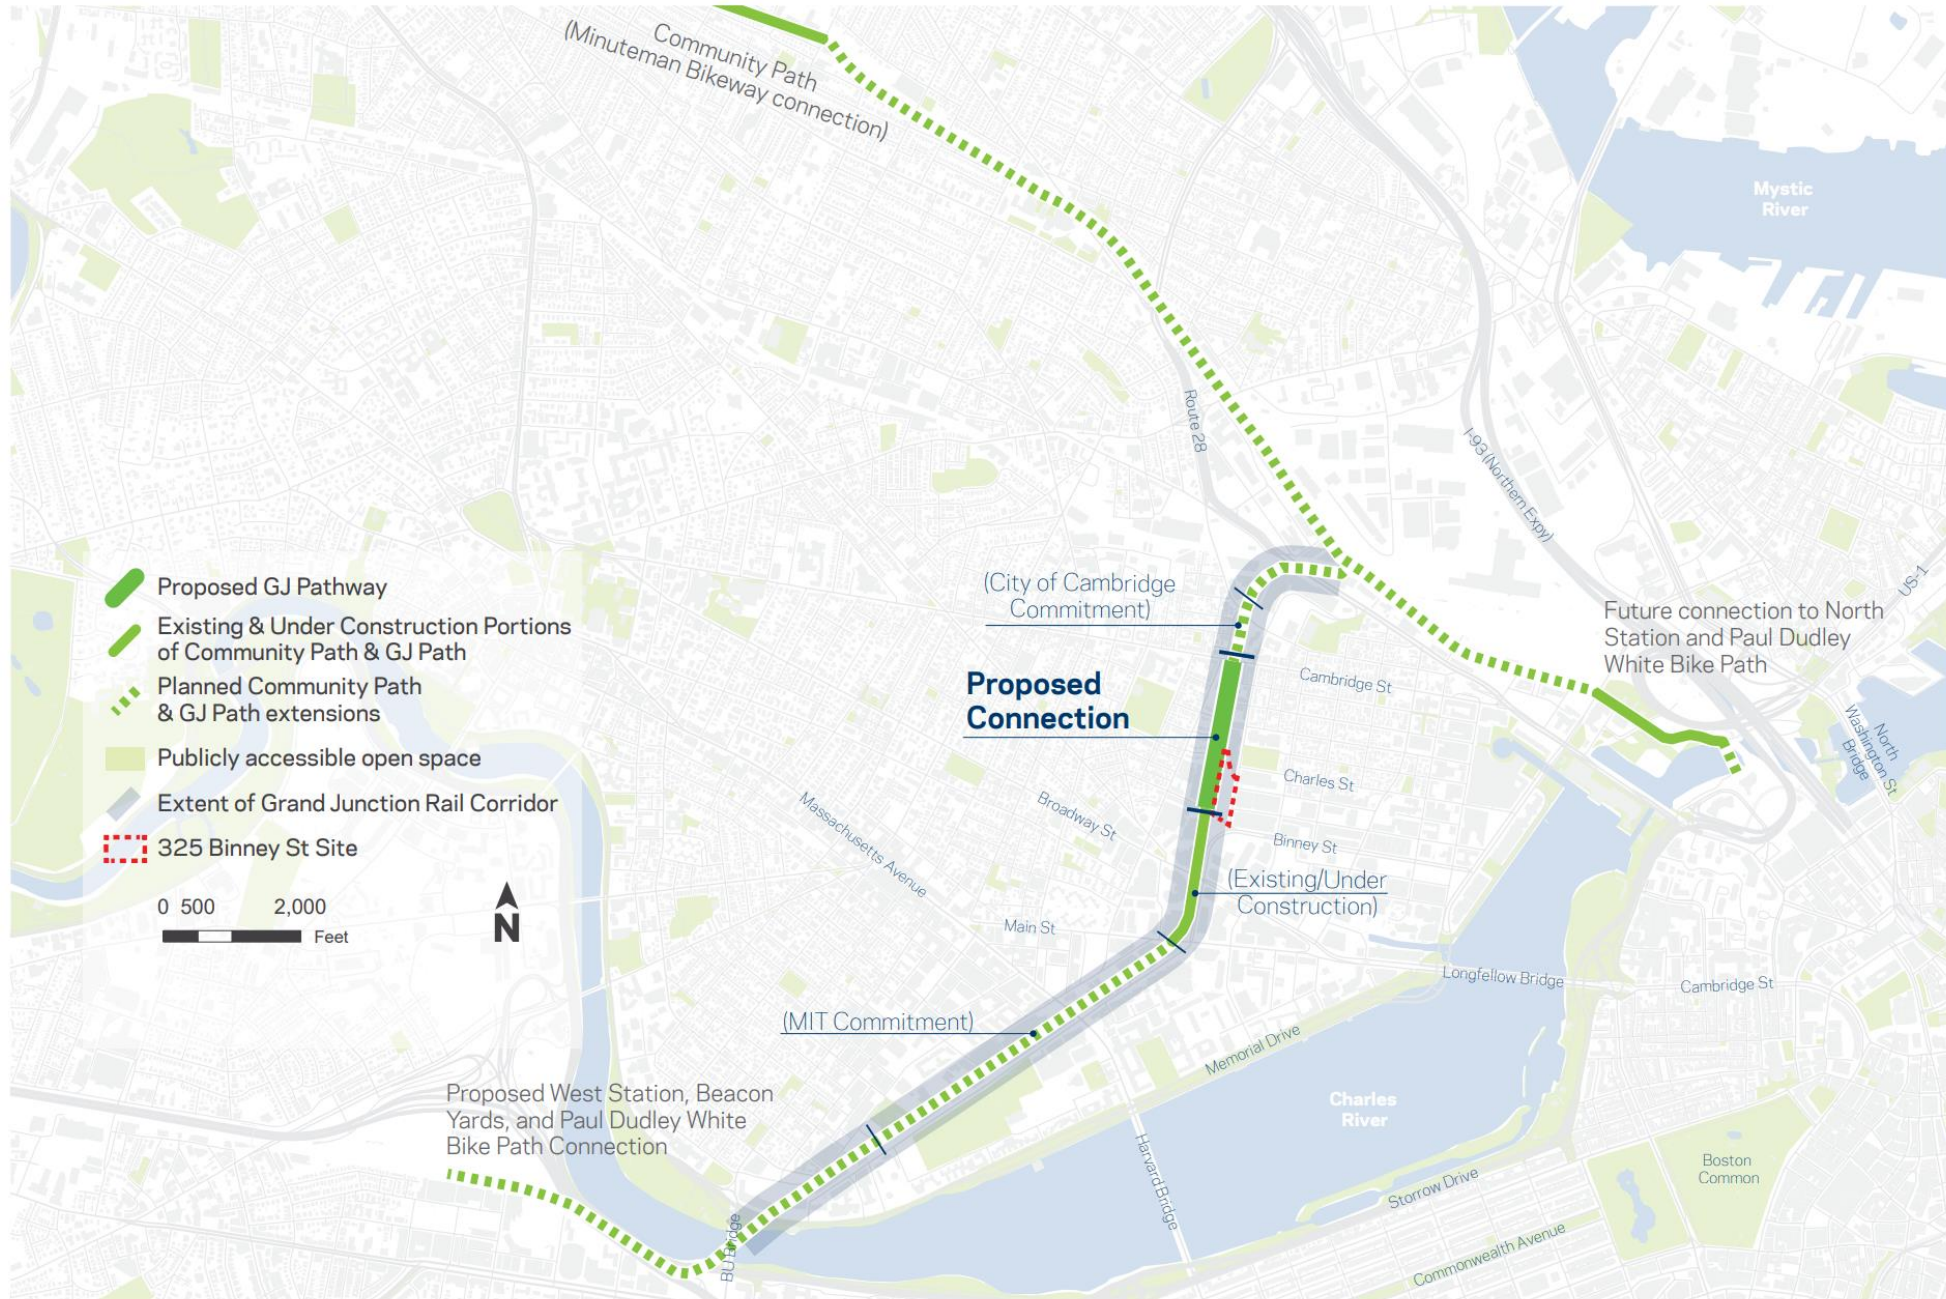 Community Path
(Minuteman Bikeway connection)
Mystic
River
Route 28
I-93 (Northern Expy)
US-1
(City of Cambridge
Commitment)
Proposed
Connection
Cambridge St
Future connection to North
Station and Paul Dudley
White Bike Path
North
Washington St
Bridge
Charles St
Broadway St
Binney St
Massachusetts Avenue
(Existing/Under
Construction)
Main St
Longfellow Bridge
Cambridge St
(MIT Commitment)
Memorial Drive
Charles
River
Proposed West Station, Beacon
Yards, and Paul Dudley White
Bike Path Connection
Harvard Bridge
Storrow Drive
Boston
Common
Commonwealth Avenue
BU Bridge
Proposed GJ Pathway
Existing & Under Construction Portions
of Community Path & GJ Path
Planned Community Path
& GJ Path extensions
Publicly accessible open space
Extent of Grand Junction Rail Corridor
325 Binney St Site
0 500 2,000
Feet
N